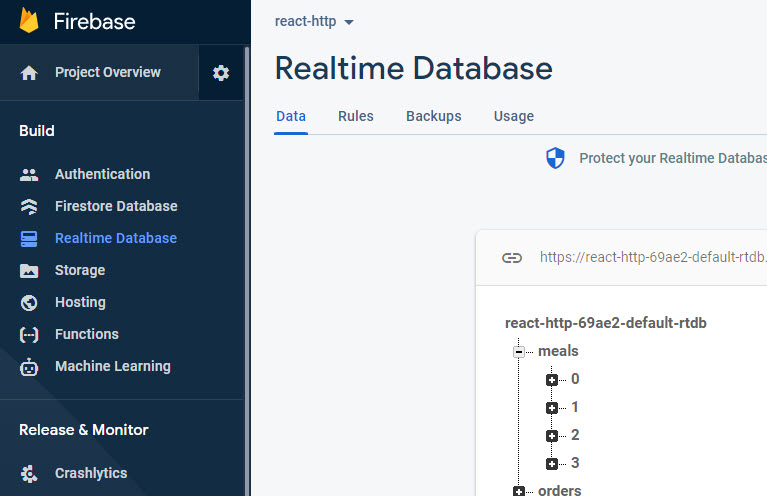 Firebase
Project Overview
Build
Authentication
Firestore Database
Realtime Database
Storage
Hosting
Functions
Machine Learning
Release & Monitor
Crashlytics
react-http
Realtime Database
Data Rules Backups Usage
Protect your Realtime Databas
https://react-http-69ae2-default-rtdb.
react-http-69ae2-default-rtdb
meals
0
1
2
3
orders